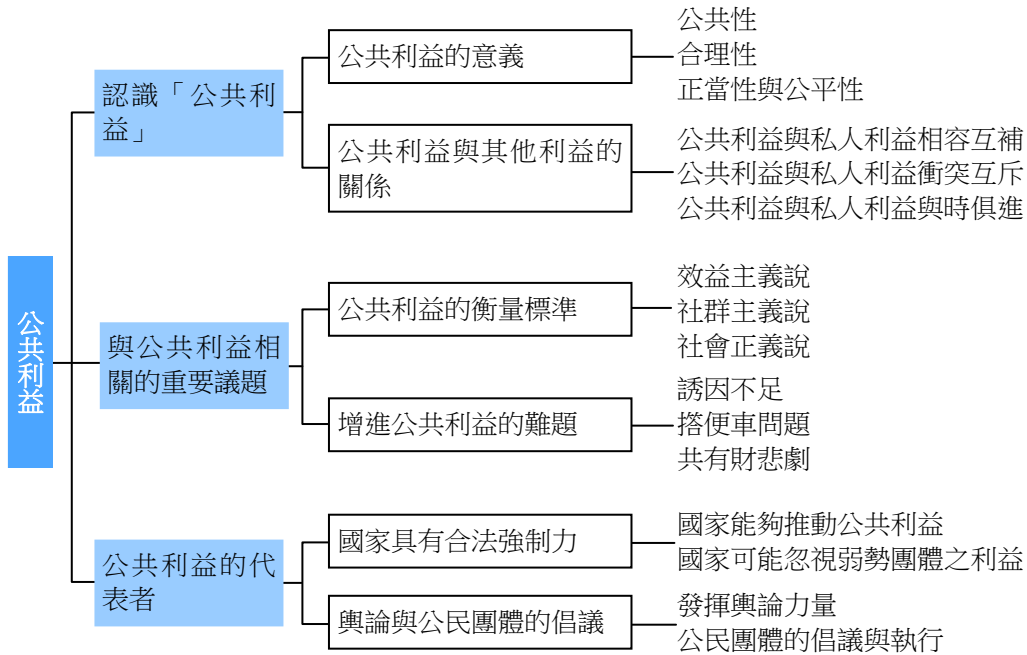 公共利益
認識「公共利
益」
公共利益的意義
公共性
合理性
正當性與公平性
公共利益與其他利益的
關係
公共利益與私人利益相容互補
公共利益與私人利益衝突互斥
公共利益與私人利益與時俱進
與公共利益相
關的重要議題
公共利益的衡量標準
效益主義說
社群主義說
社會正義說
增進公共利益的難題
誘因不足
搭便車問題
共有財悲劇
公共利益的代
表者
國家具有合法強制力
國家能夠推動公共利益
國家可能忽視弱勢團體之利益
輿論與公民團體的倡議
發揮輿論力量
公民團體的倡議與執行